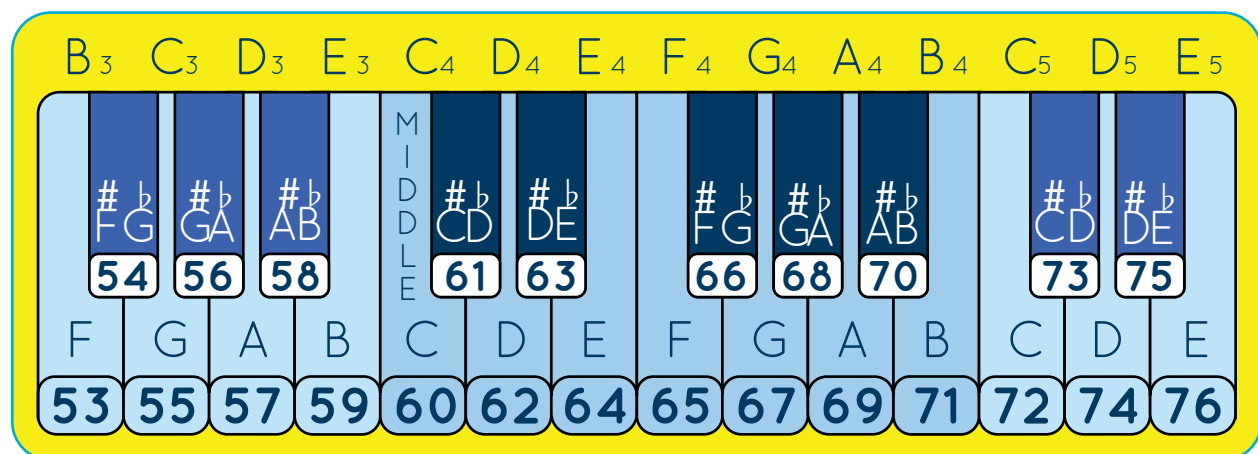 B3 C3 D3 E3 C4 D4 E4 F4 G4 A4 B4 C5 D5 E5
MIDDLE
# ♭ # ♭ # ♭ # ♭ # ♭ # ♭ # ♭ # ♭ # ♭ # ♭
FG GA AB CD DE FG GA AB CD DE
54 56 58 61 63 66 68 70 73 75
F G A B C D E F G A B C D E
53 55 57 59 60 62 64 65 67 69 71 72 74 76